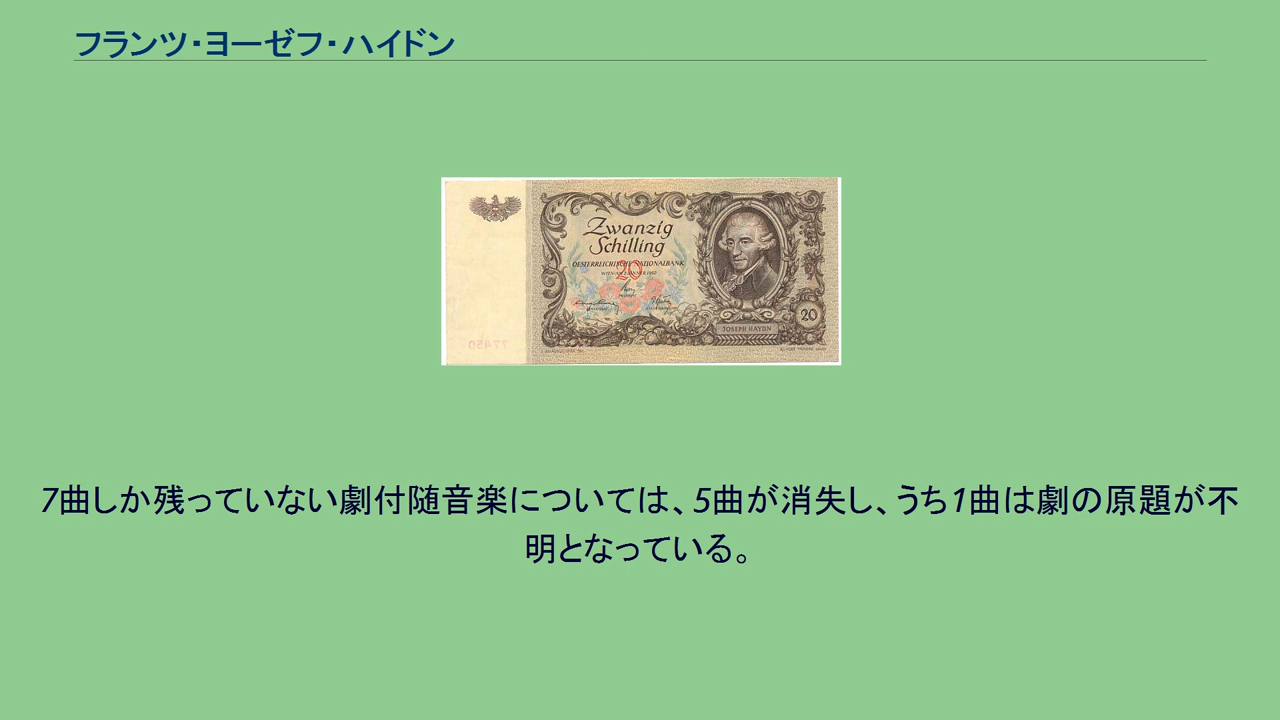 フランツ・ヨーゼフ・ハイドン
Zwanzig
Schilling
OESTERREICHISCHE NATIONALBANK
20
JOSEPH HAYDN
20
7曲しか残っていない劇付随音楽については、5曲が消失し、うち1曲は劇の原題が不
明となっている。